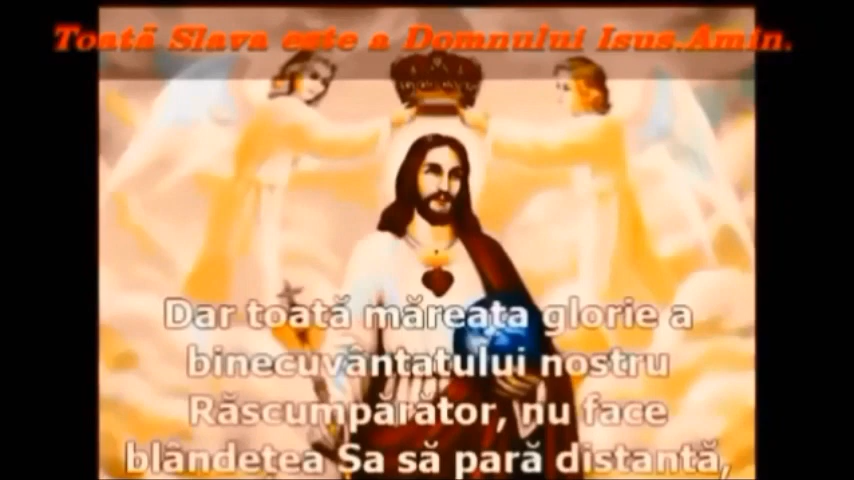 Toată Slava este a Domnului Isus.Amin.
Dar toată măreața glorie a
binecuvântatului nostru
Răscumpărător, nu face
blândețea Sa să pară distantă,